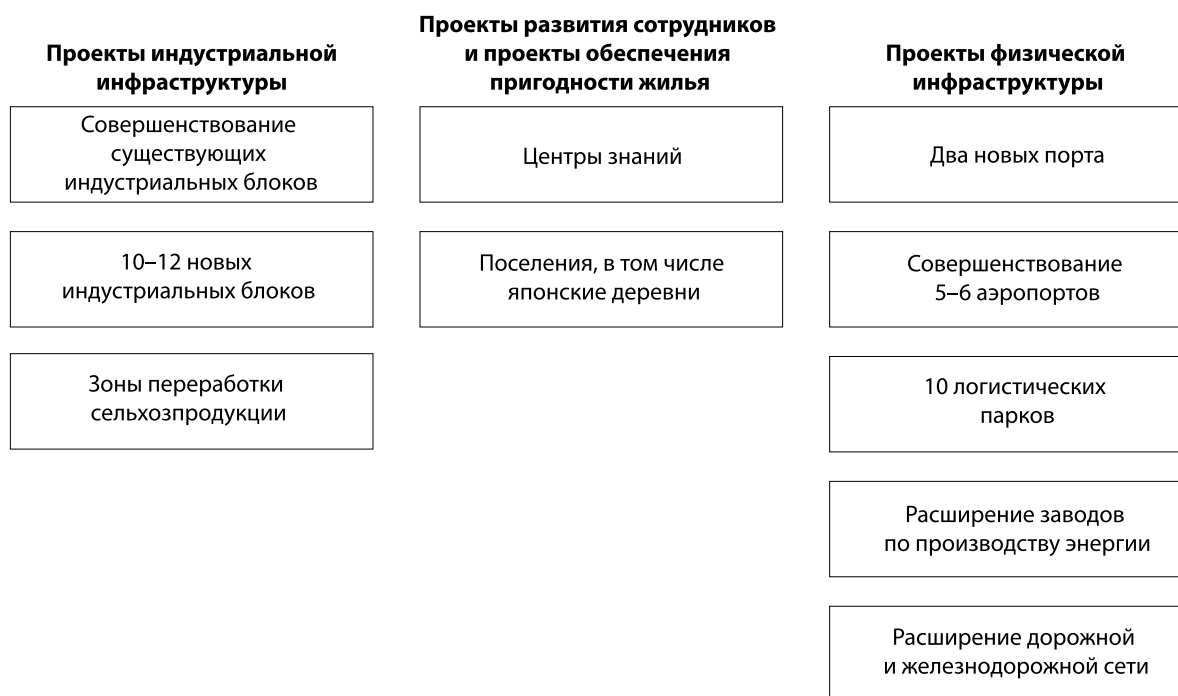 Проекты индустриальной
инфраструктуры
Совершенствование
существующих
индустриальных блоков
10–12 новых
индустриальных блоков
Зоны переработки
сельхозпродукции
Проекты развития сотрудников
и проекты обеспечения
пригодности жилья
Центры знаний
Поселения, в том числе
японские деревни
Проекты физической
инфраструктуры
Два новых порта
Совершенствование
5–6 аэропортов
10 логистических
парков
Расширение заводов
по производству энергии
Расширение дорожной
и железнодорожной сети